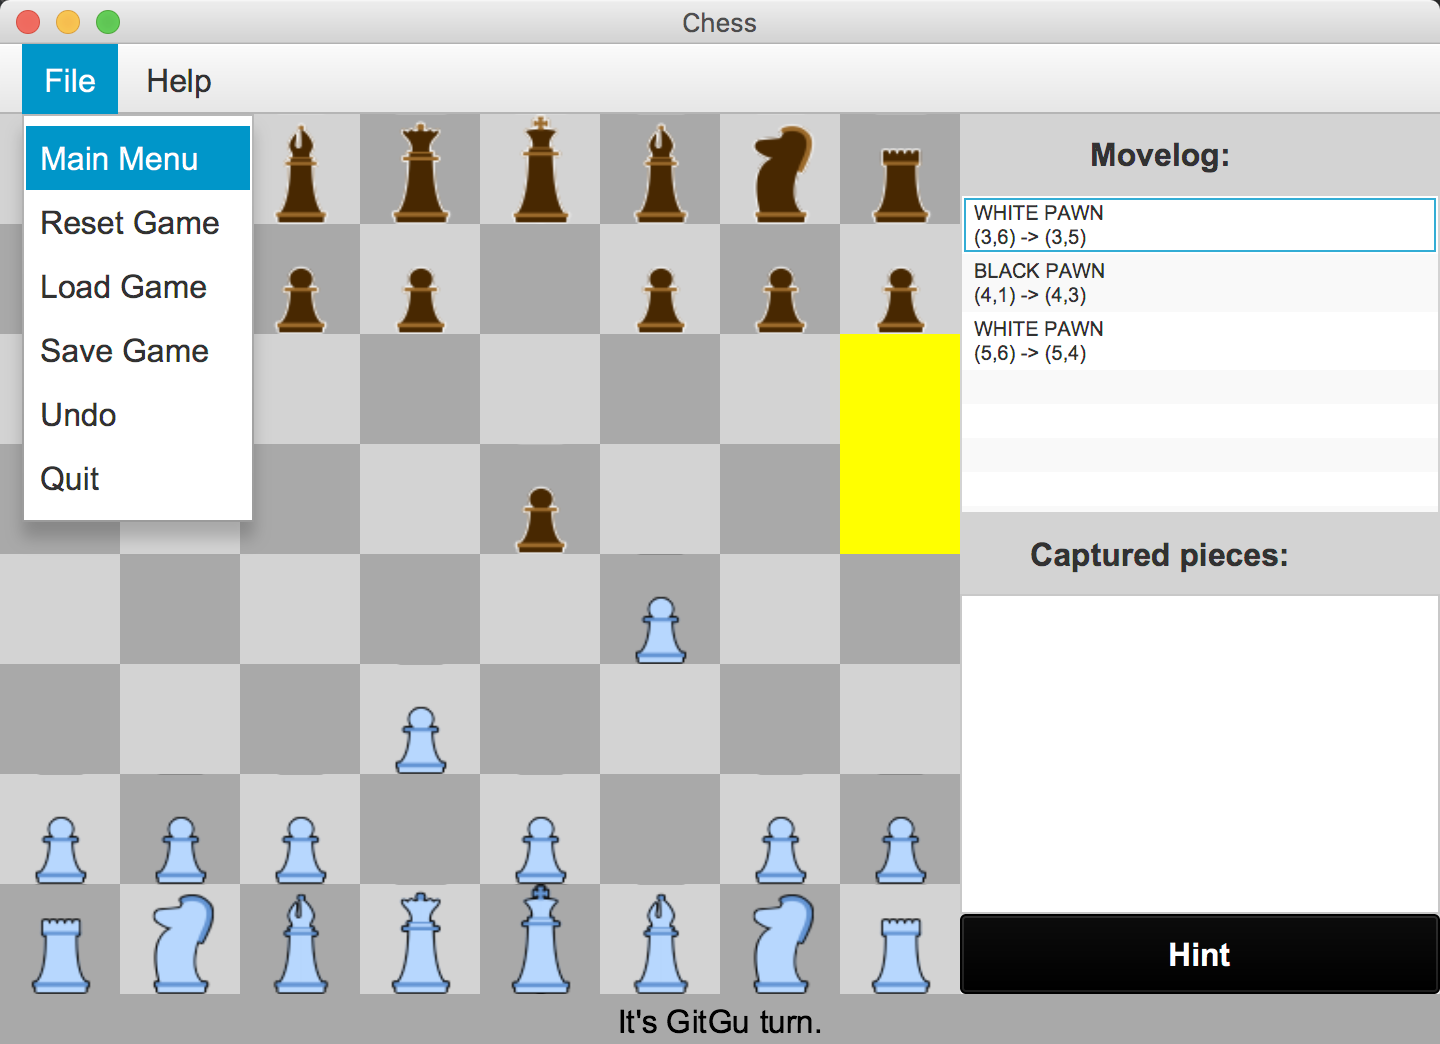 Chess
File Help
Main Menu
Reset Game
Load Game
Save Game
Undo
Quit
Movelog:
WHITE PAWN
(3,6) -> (3,5)
BLACK PAWN
(4,1) -> (4,3)
WHITE PAWN
(5,6) -> (5,4)
Captured pieces:
Hint
It's GitGu turn.